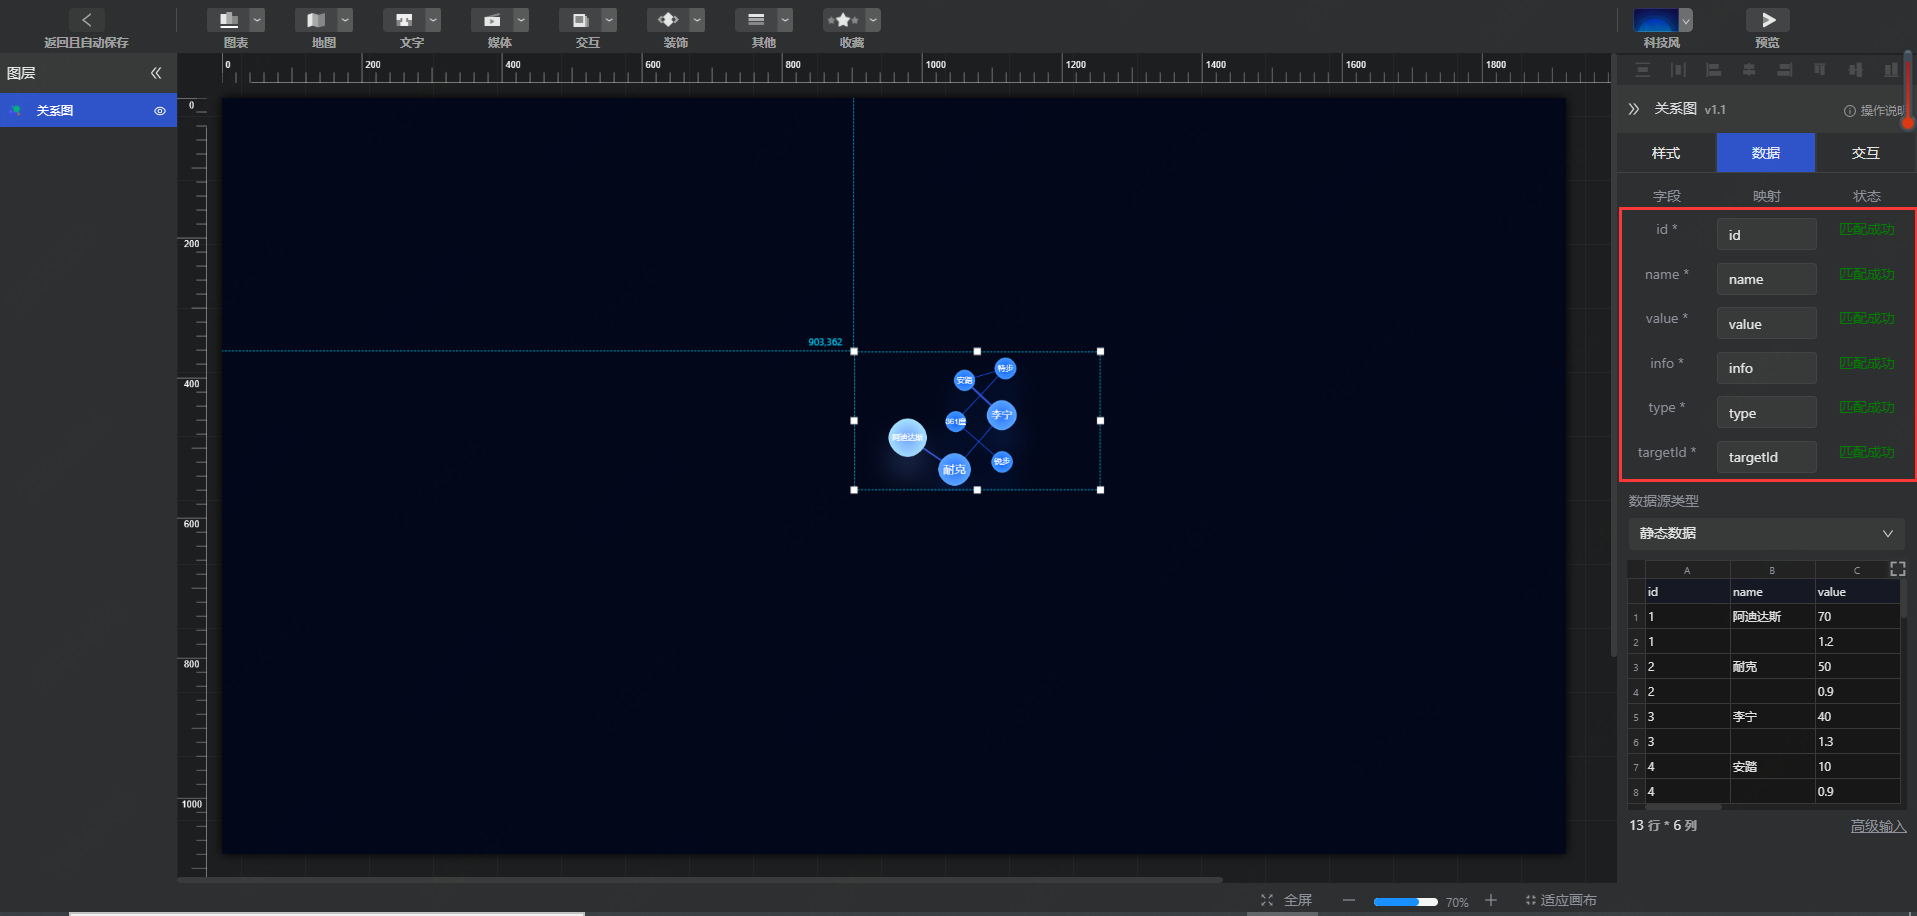 返回且自动保存
图表
地图
文字
媒体
交互
装饰
其他
收藏
科技风
预览
图层
关系图
0
200
400
600
800
1000
1200
1400
1600
1800
0
200
400
600
800
1000
903,362
特步
安踏
李宁
361度
阿迪达斯
耐克
锐步
关系图 v1.1
操作说明
样式
数据
交互
字段
映射
状态
id *
id
匹配成功
name *
name
匹配成功
value *
value
匹配成功
info *
info
匹配成功
type *
type
匹配成功
targetId *
targetId
匹配成功
数据源类型
静态数据
A B C
id name value
1 1 阿迪达斯 70
2 1 1.2
3 2 耐克 50
4 2 0.9
5 3 李宁 40
6 3 1.3
7 4 安踏 10
8 4 0.9
13 行 * 6 列
高级输入
全屏
70%
适应画布